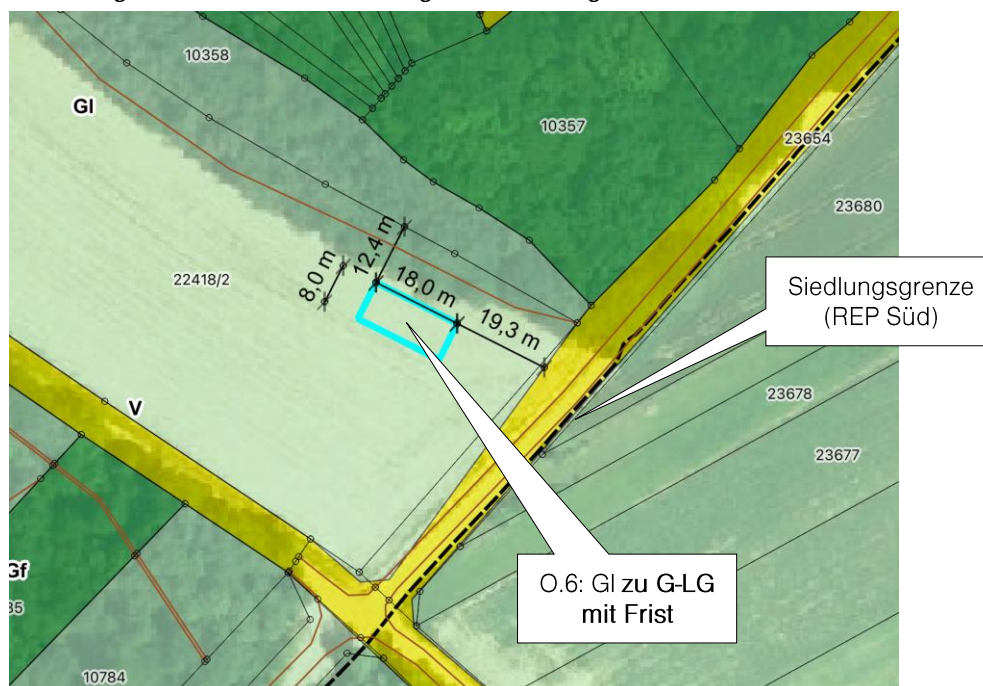 10358
Gl
10357
23654
23680
12,4 m
8,0 m
18,0 m
22418/2
19,3 m
Siedlungsgrenze
(REP Süd)
V
23678
23677
O.6: Gl zu G-LG
mit Frist
Gf
10784